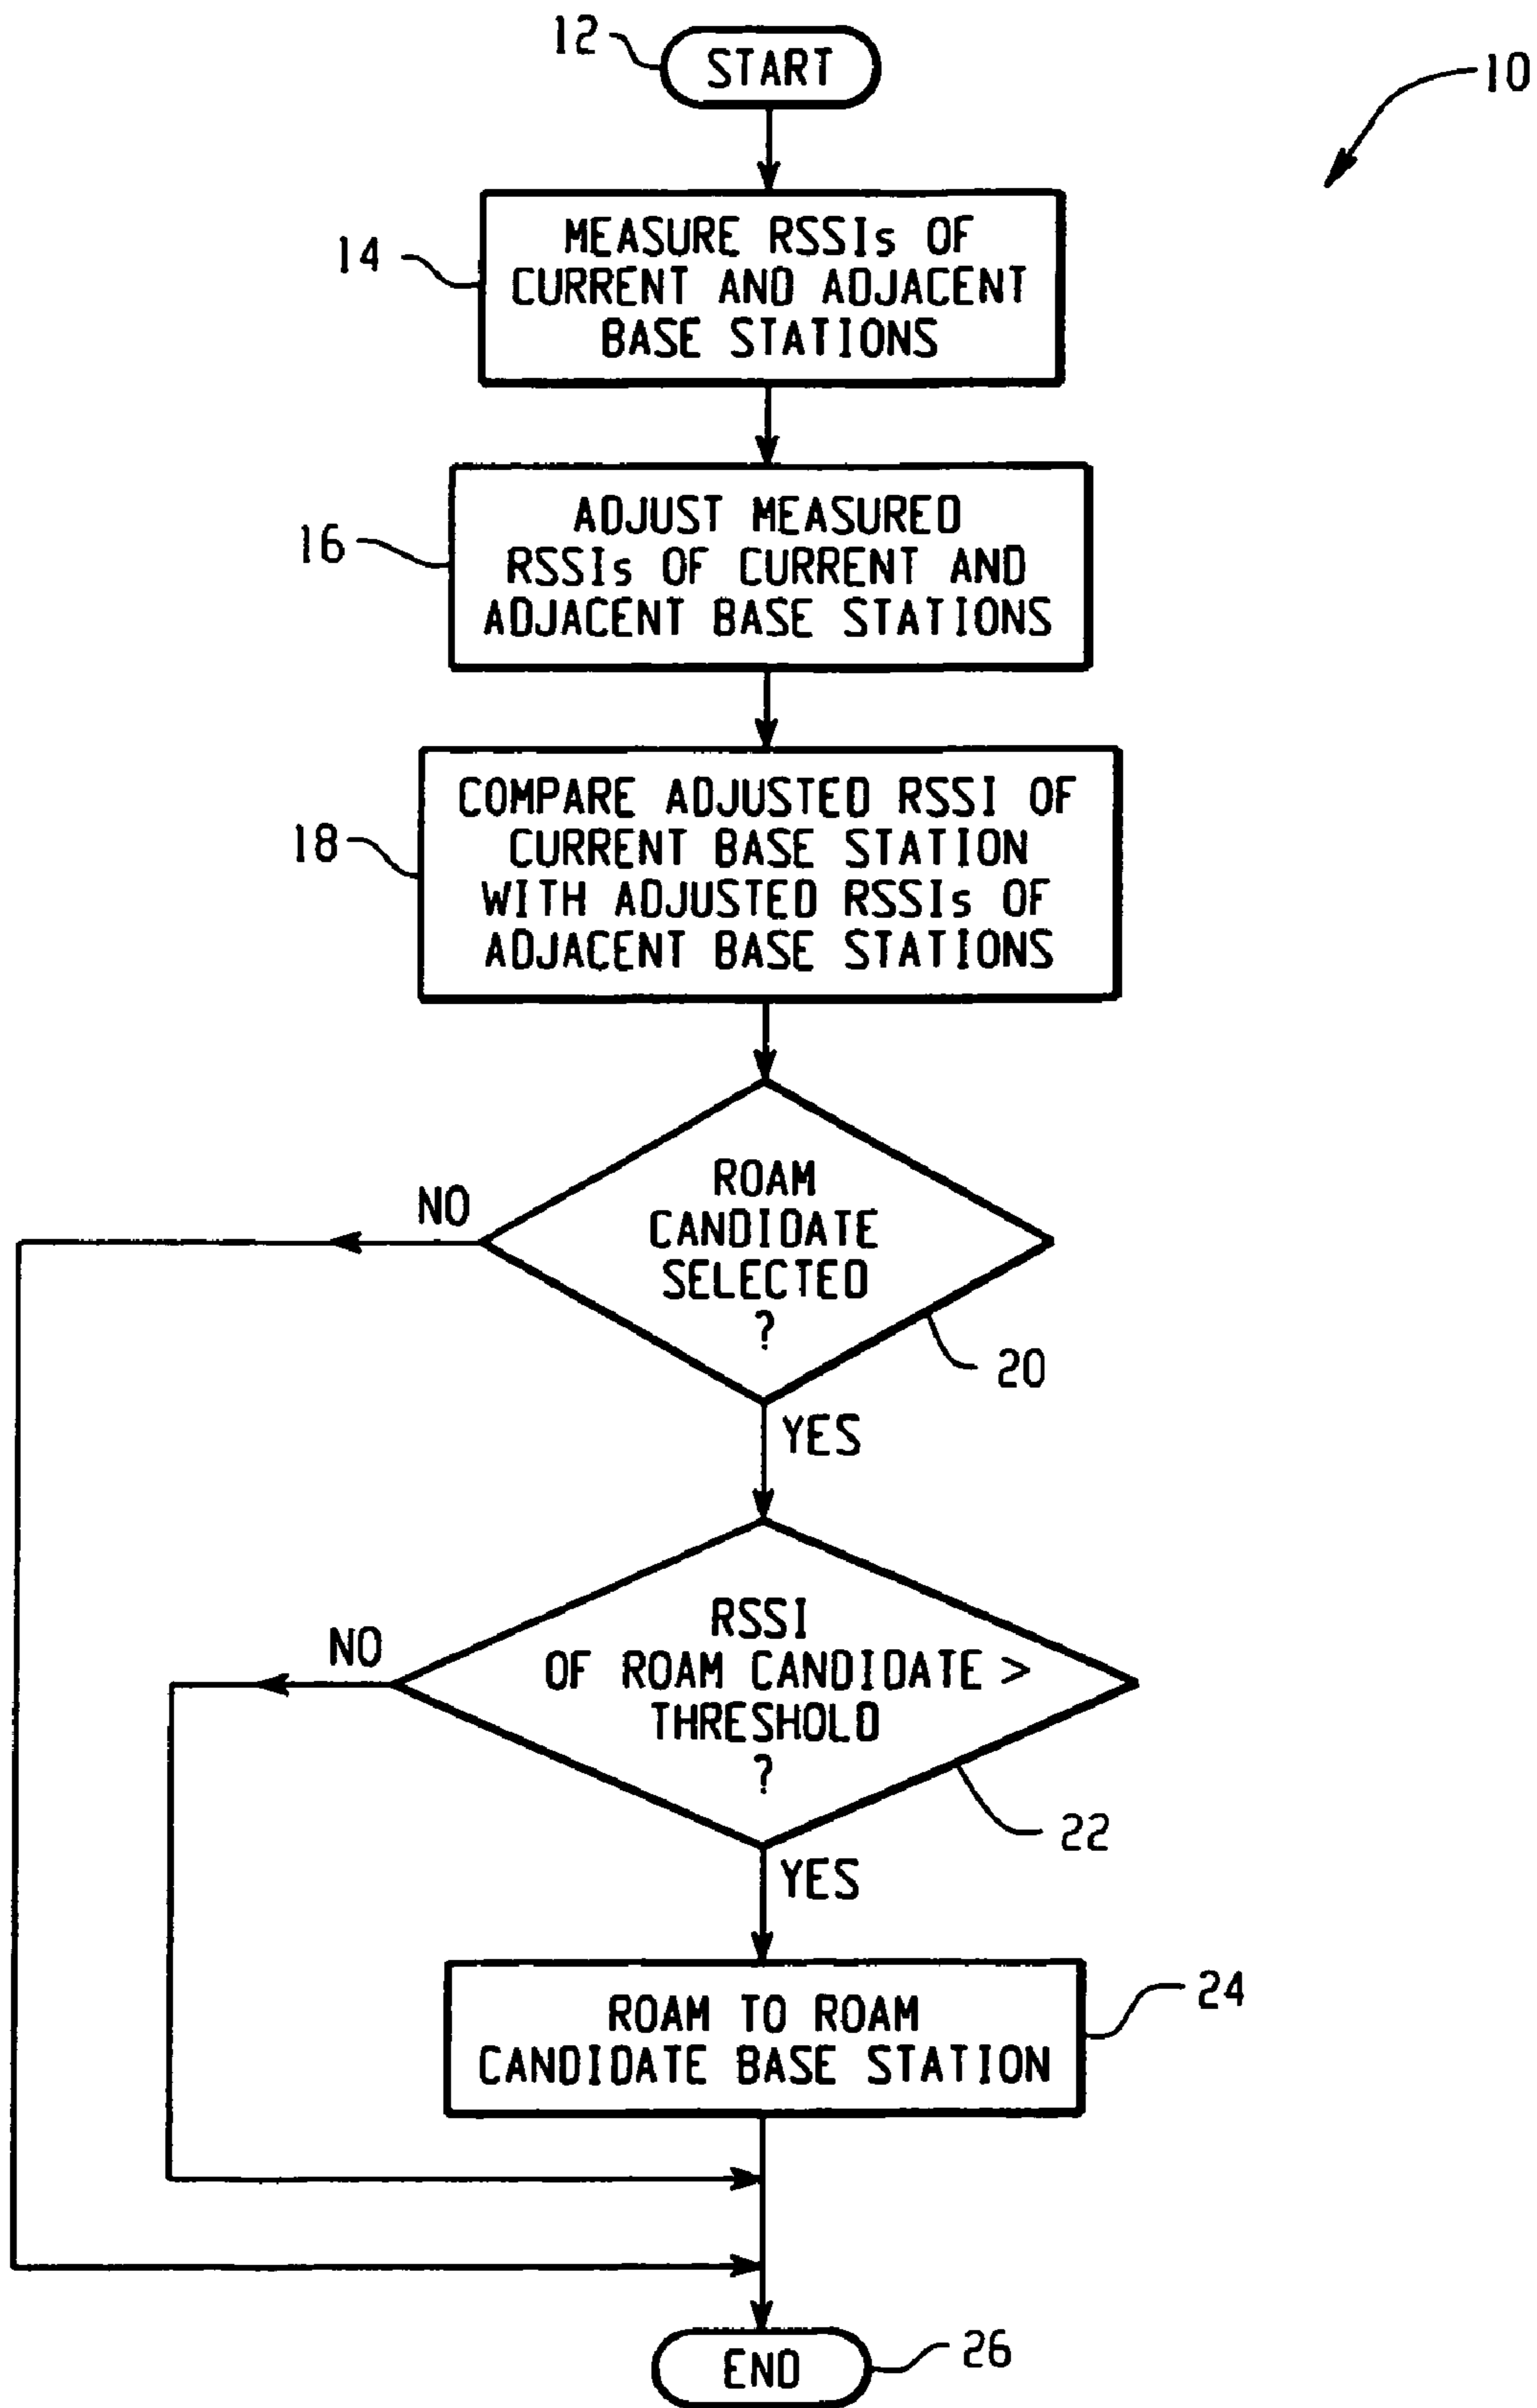 12
START
10
14
MEASURE RSSIs OF
CURRENT AND ADJACENT
BASE STATIONS
16
ADJUST MEASURED
RSSIs OF CURRENT AND
ADJACENT BASE STATIONS
18
COMPARE ADJUSTED RSSI OF
CURRENT BASE STATION
WITH ADJUSTED RSSIs OF
ADJACENT BASE STATIONS
NO
ROAM
CANDIDATE
SELECTED
?
20
YES
NO
RSSI
OF ROAM CANDIDATE >
THRESHOLD
?
22
YES
ROAM TO ROAM
CANDIDATE BASE STATION
24
END
26